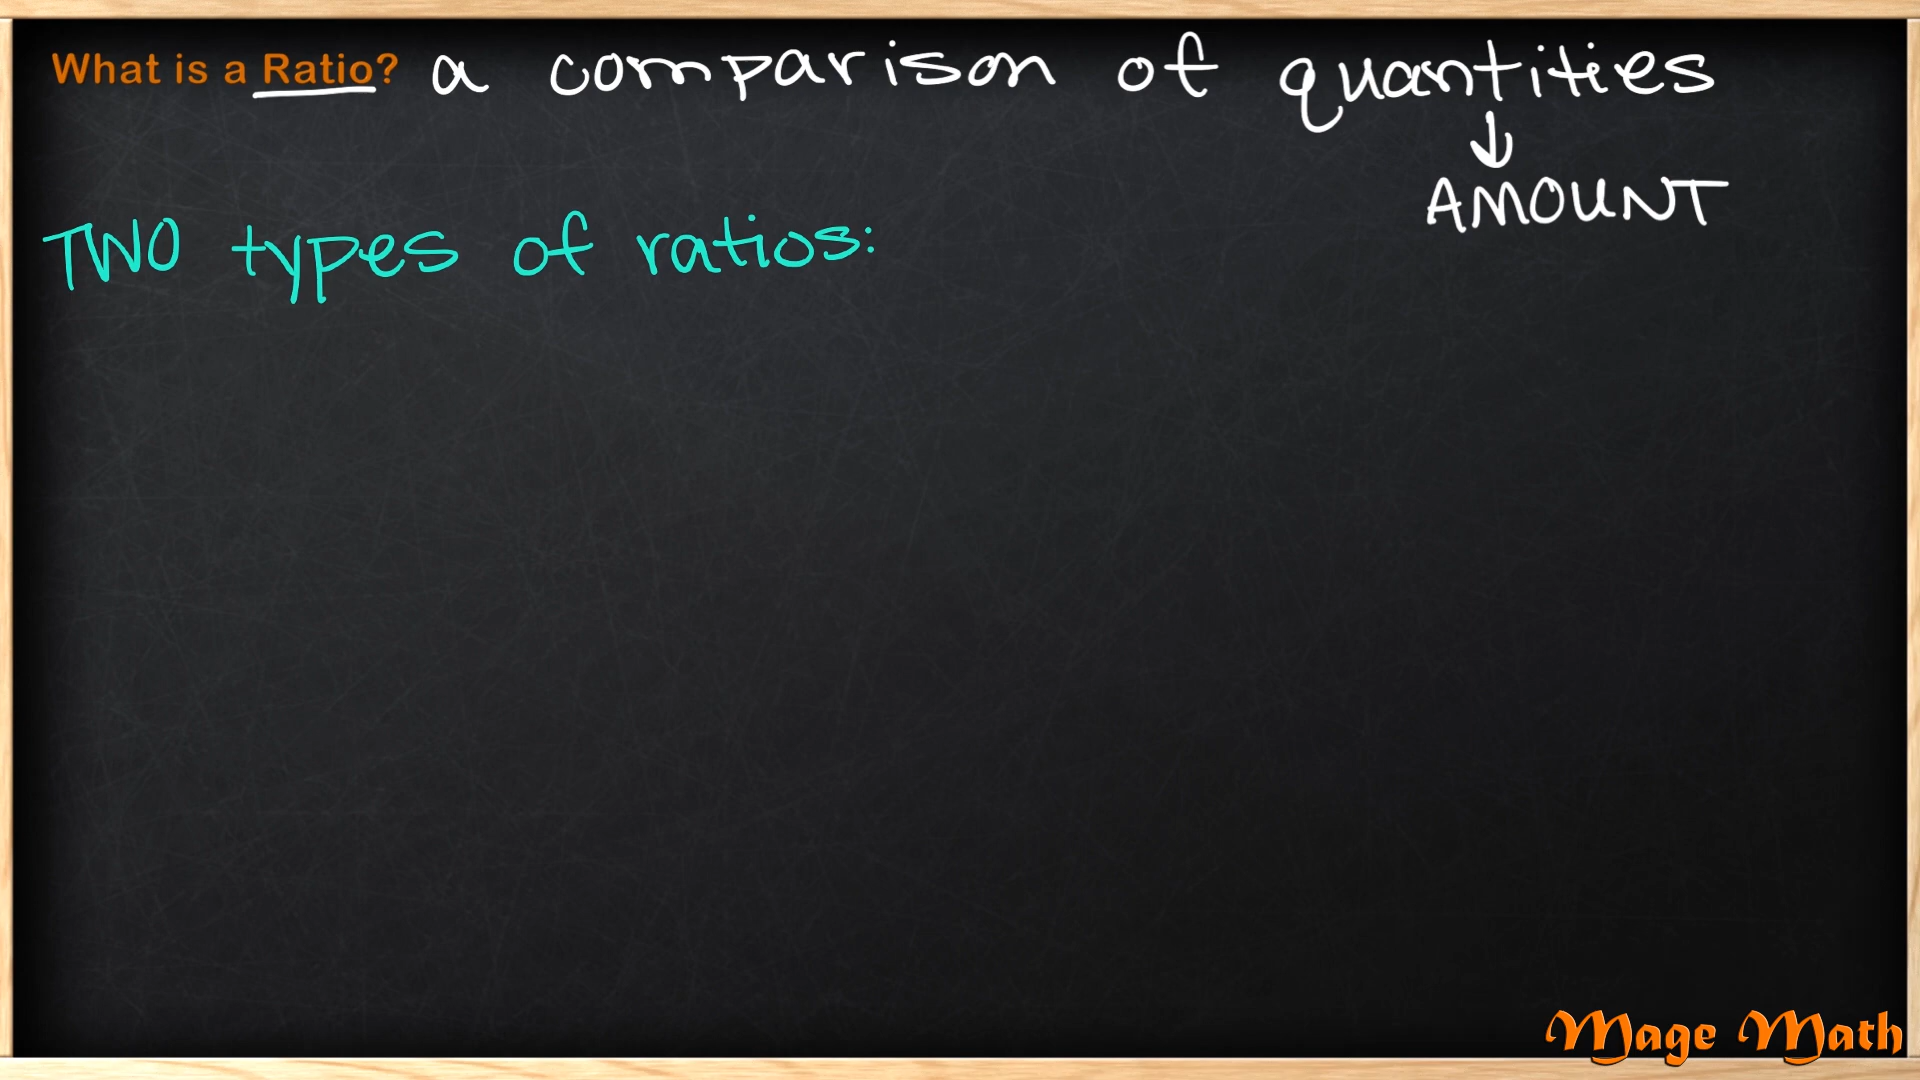 What is a Ratio? a comparison of quantities
↓
AMOUNT
TWO types of ratios:
Mage Math